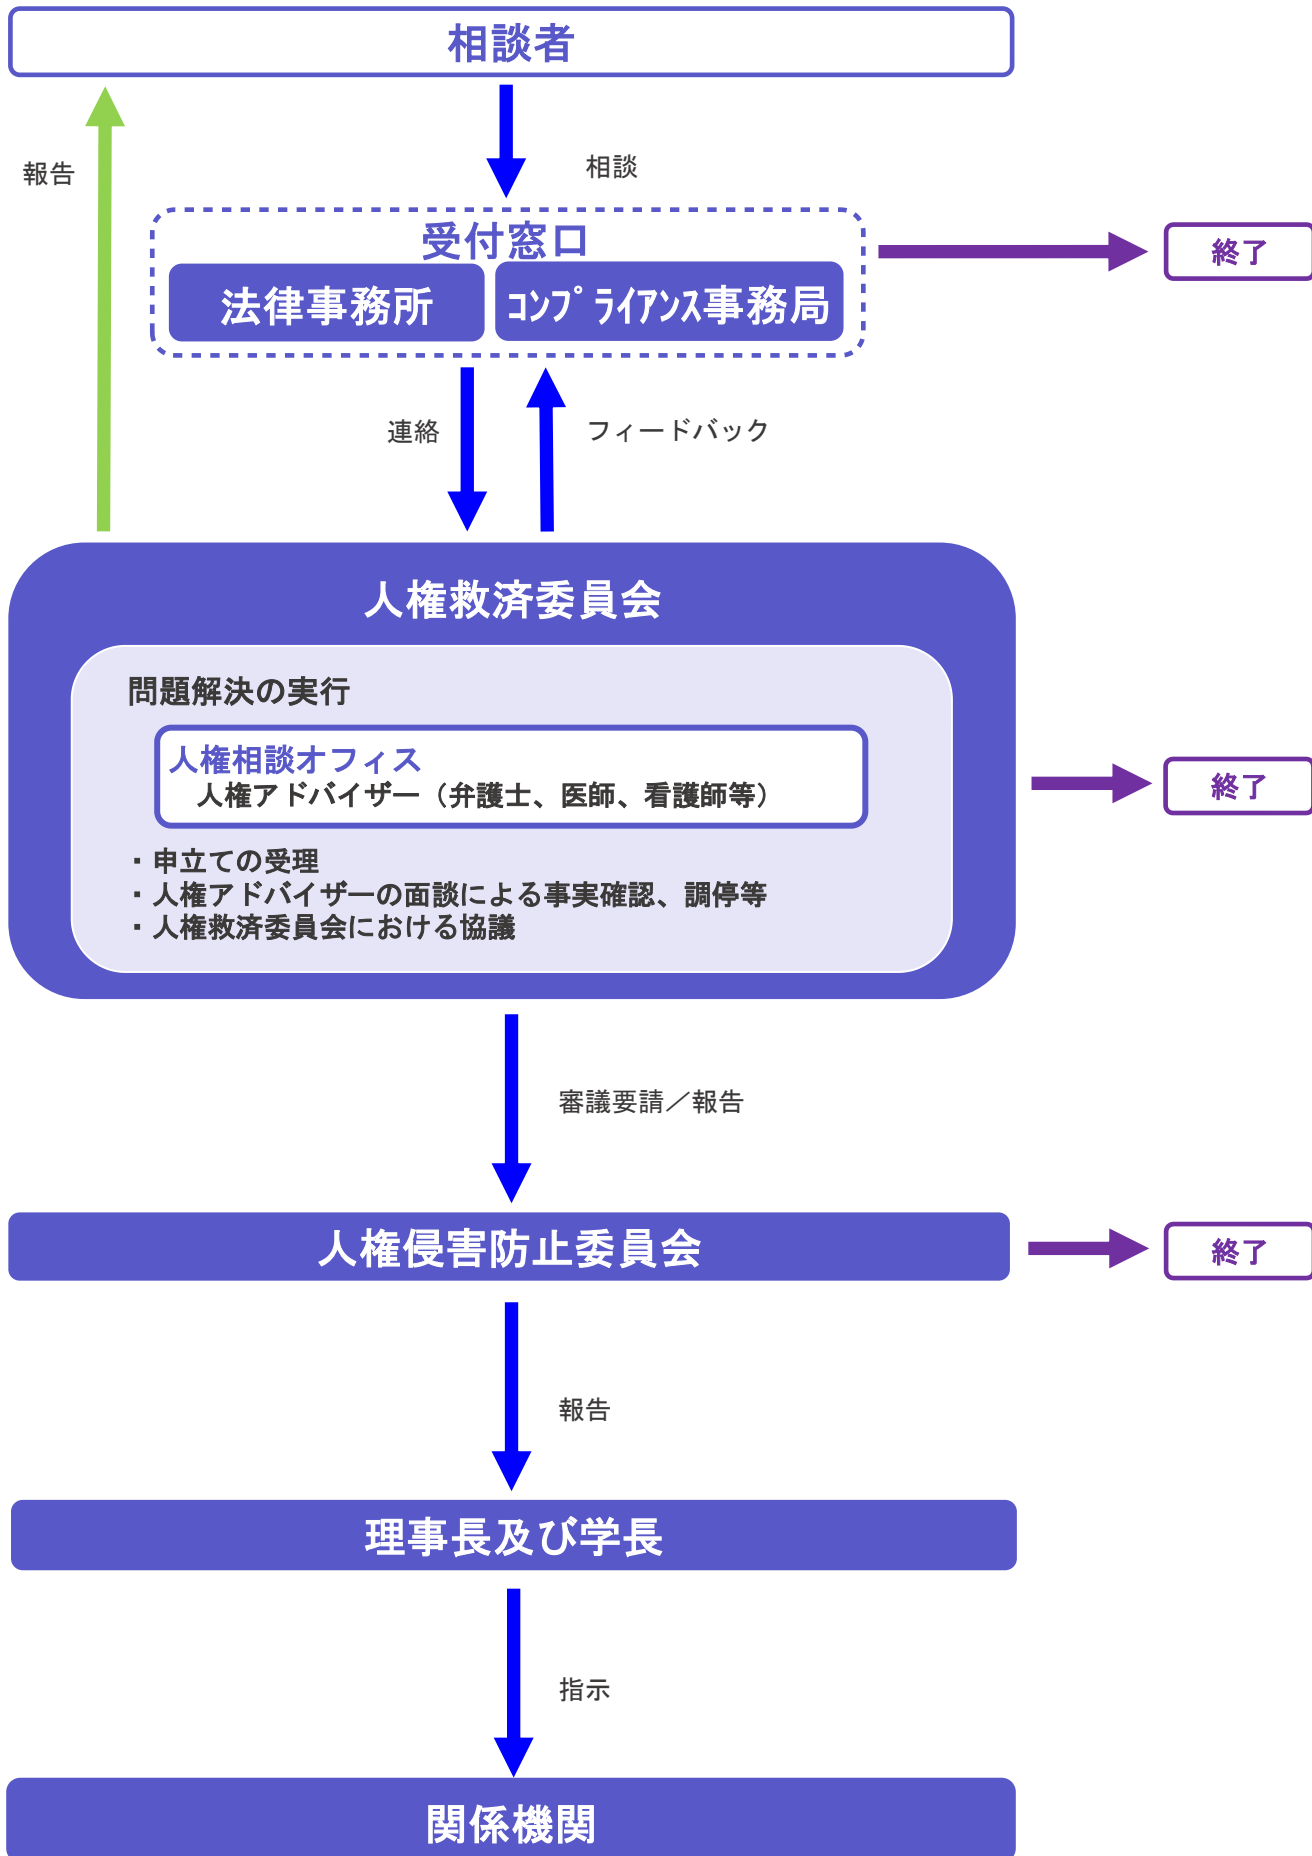 相談者
報告
相談
受付窓口
終了
法律事務所
ｺﾝﾌﾟﾗｲｱﾝｽ事務局
連絡
フィードバック
人権救済委員会
問題解決の実行
人権相談オフィス
人権アドバイザー（弁護士、医師、看護師等）
終了
・申立ての受理
・人権アドバイザーの面談による事実確認、調停等
・人権救済委員会における協議
審議要請／報告
人権侵害防止委員会
終了
報告
理事長及び学長
指示
関係機関